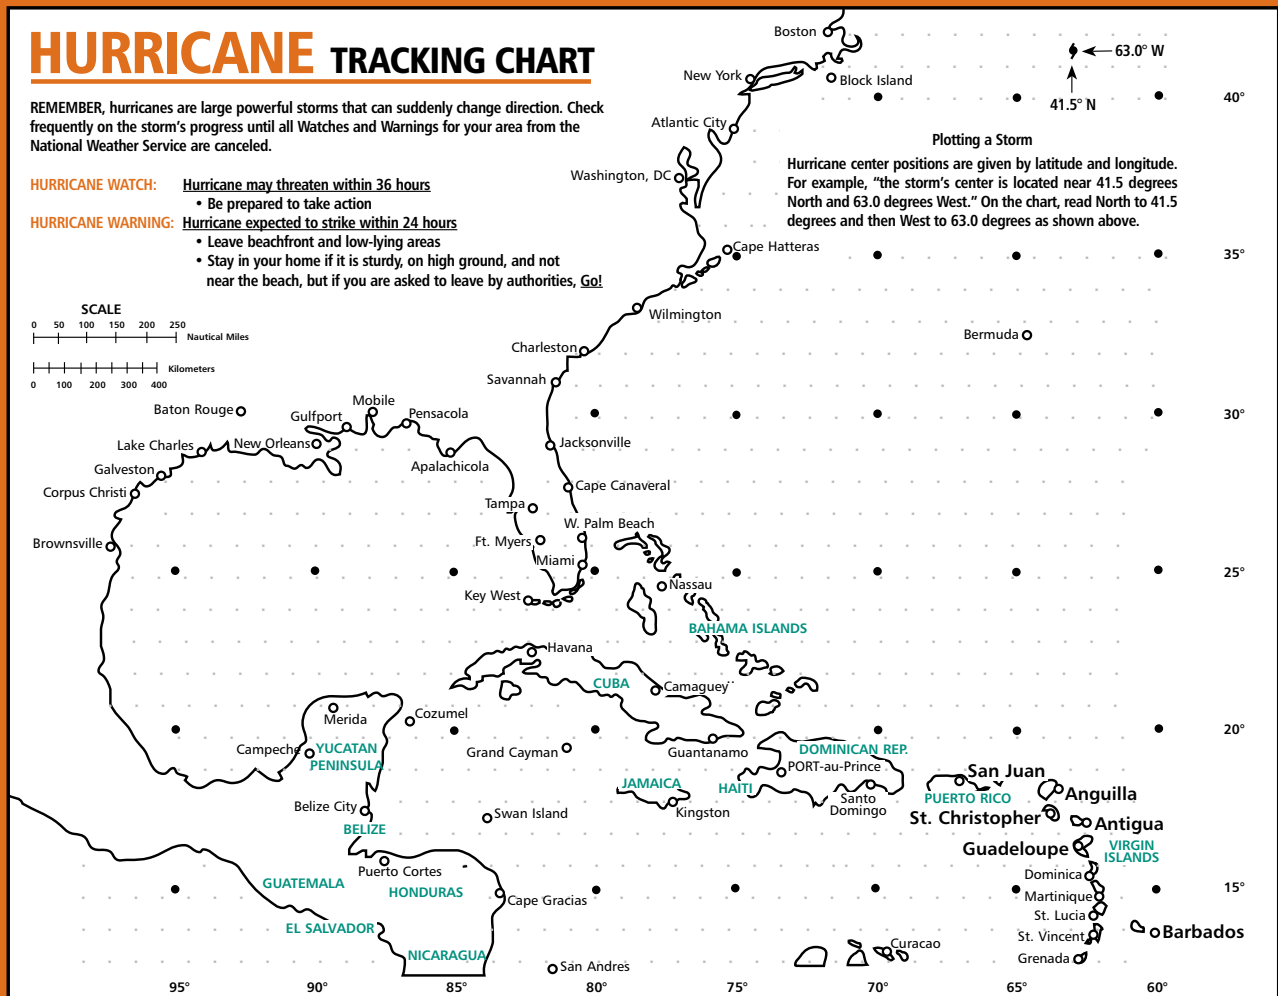 HURRICANE TRACKING CHART
REMEMBER, hurricanes are large powerful storms that can suddenly change direction. Check
frequently on the storm's progress until all Watches and Warnings for your area from the
National Weather Service are canceled.
HURRICANE WATCH: Hurricane may threaten within 36 hours
• Be prepared to take action
HURRICANE WARNING: Hurricane expected to strike within 24 hours
• Leave beachfront and low-lying areas
• Stay in your home if it is sturdy, on high ground, and not
near the beach, but if you are asked to leave by authorities, Go!
SCALE
0 50 100 150 200 250
Nautical Miles
Kilometers
0 100 200 300 400
63.0° W
41.5° N
Plotting a Storm
Hurricane center positions are given by latitude and longitude.
For example, "the storm's center is located near 41.5 degrees
North and 63.0 degrees West." On the chart, read North to 41.5
degrees and then West to 63.0 degrees as shown above.
Boston
New York
Block Island
40°
Atlantic City
Washington, DC
Cape Hatteras
35°
Wilmington
Bermuda
Charleston
Savannah
Baton Rouge
Mobile
Gulfport
Pensacola
30°
Lake Charles
New Orleans
Jacksonville
Galveston
Apalachicola
Corpus Christi
Cape Canaveral
Tampa
W. Palm Beach
Brownsville
Ft. Myers
Miami
25°
Key West
Nassau
BAHAMA ISLANDS
Havana
CUBA
Camaguey
Merida
Cozumel
20°
Campeche
YUCATAN
PENINSULA
Grand Cayman
Guantanamo
DOMINICAN REP.
PORT-au-Prince
San Juan
JAMAICA
HAITI
Santo
Domingo
PUERTO RICO
Anguilla
Belize City
Swan Island
Kingston
St. Christopher
Antigua
BELIZE
Guadeloupe
VIRGIN
ISLANDS
Puerto Cortes
Dominica
GUATEMALA
HONDURAS
15°
Cape Gracias
Martinique
St. Lucia
EL SALVADOR
St. Vincent
Barbados
NICARAGUA
Curacao
Grenada
San Andres
95° 90° 85° 80° 75° 70° 65° 60°